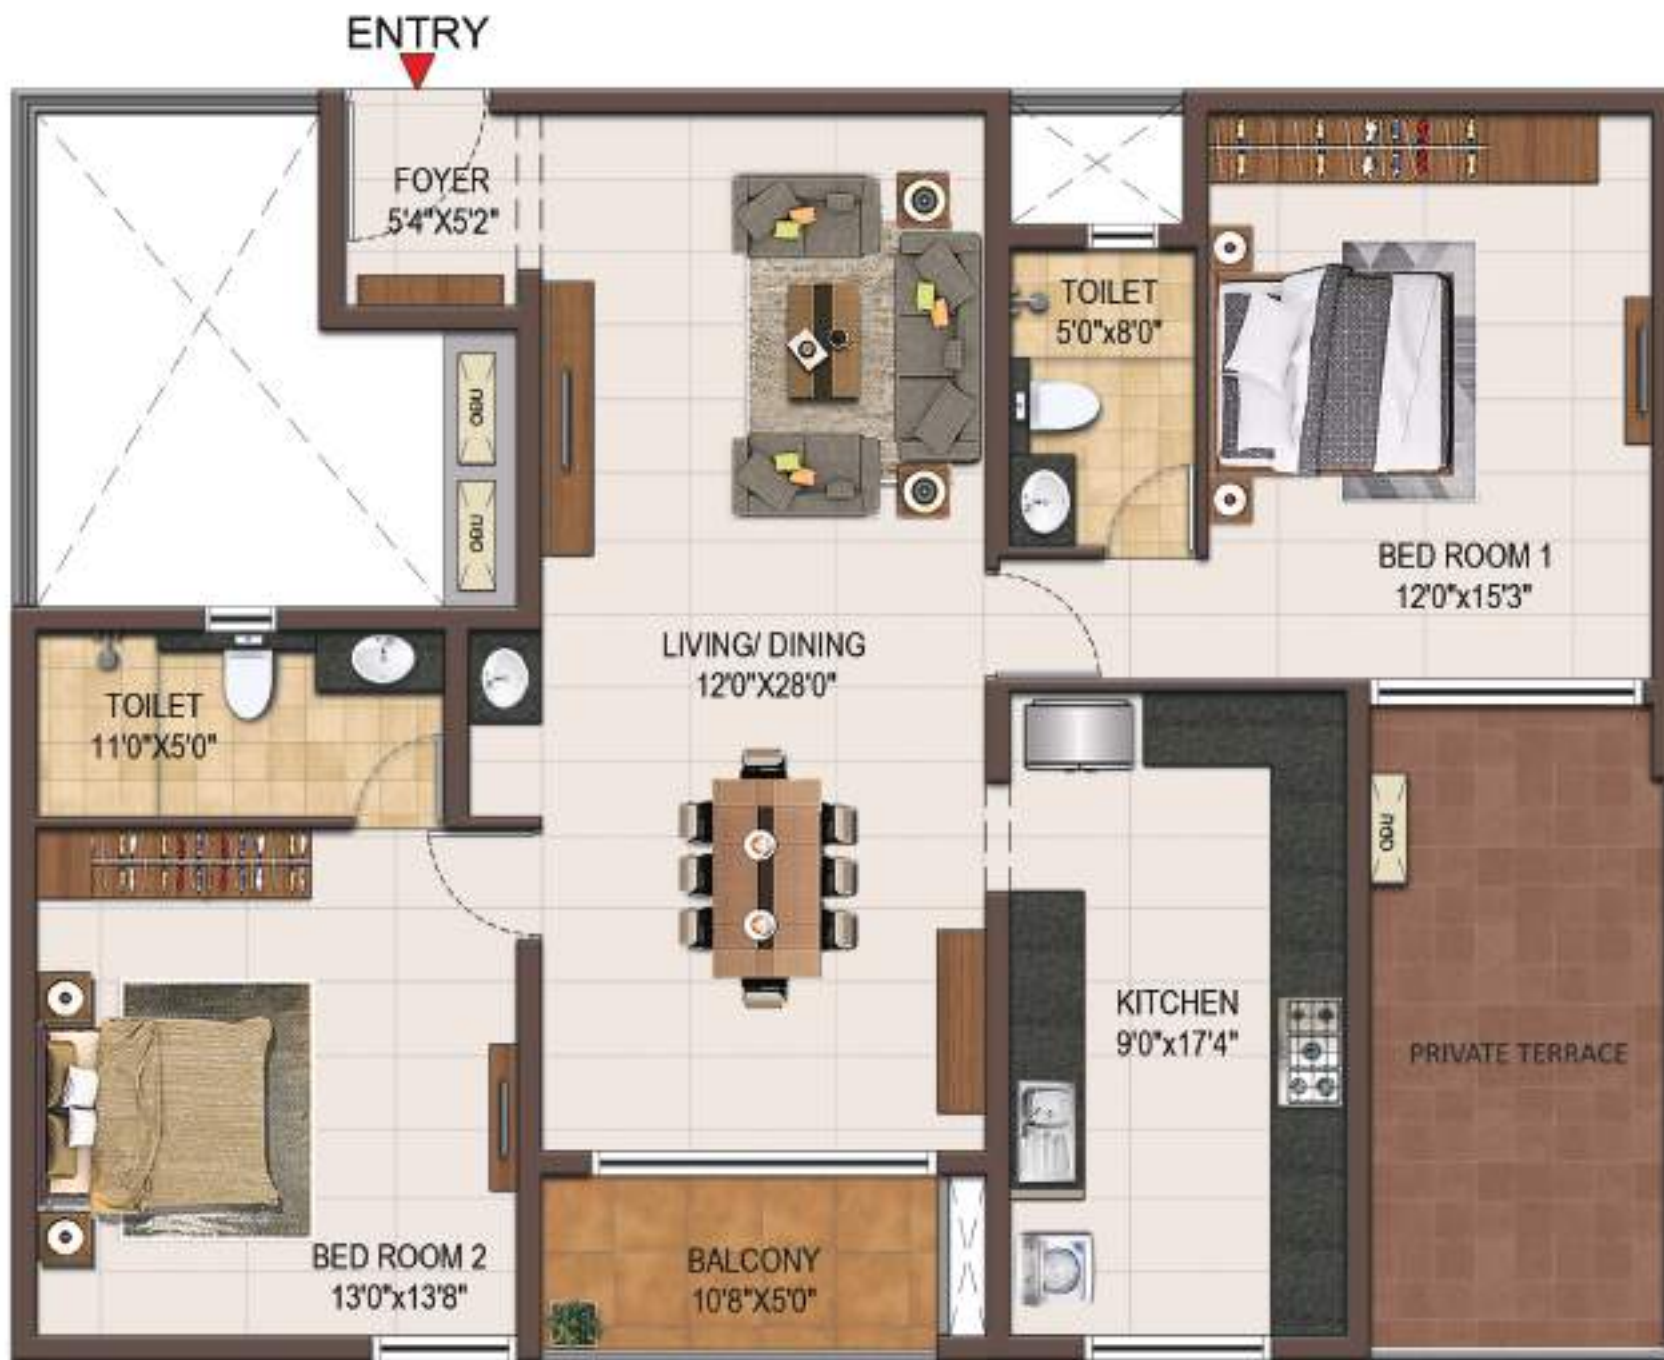 ENTRY
FOYER
5'4"X5'2"
TOILET
5'0"x8'0"
BED ROOM 1
12'0"x15'3"
LIVING/ DINING
12'0"X28'0"
TOILET
11'0"X5'0"
KITCHEN
9'0"x17'4"
PRIVATE TERRACE
BED ROOM 2
13'0"x13'8"
BALCONY
10'8"X5'0"